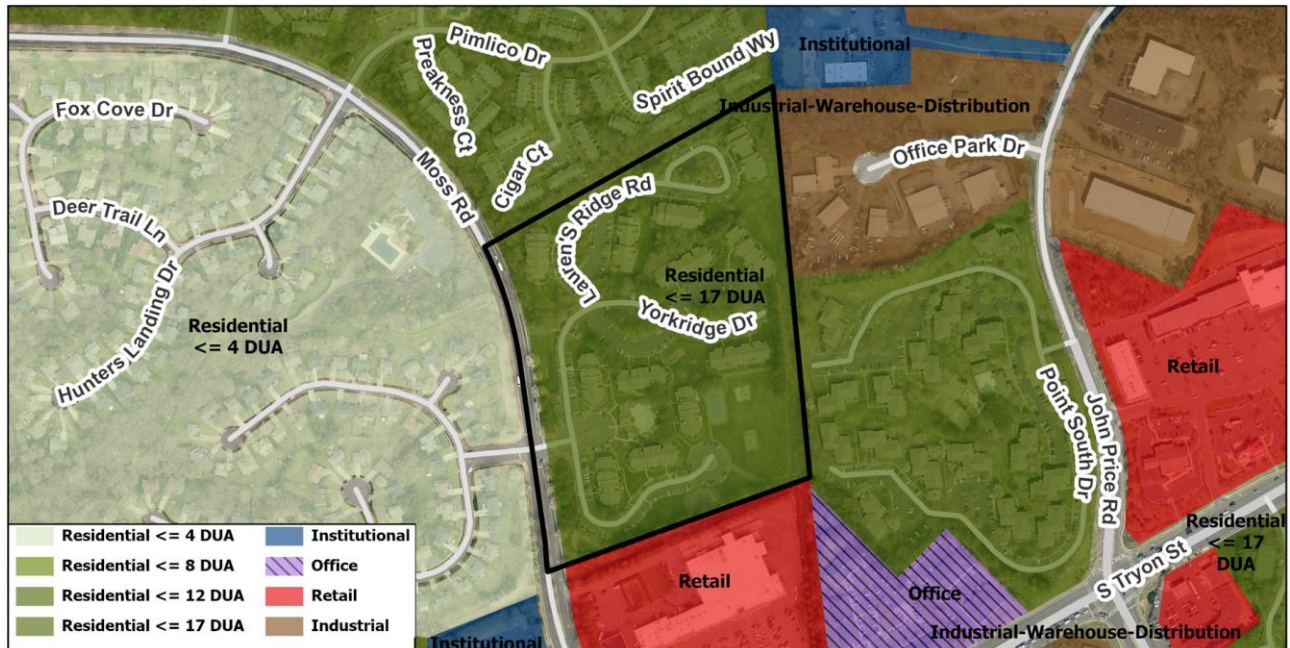 Pimlico Dr
Preakness Ct
Spirit Bound Wy
Institutional
Industrial-Warehouse-Distribution
Fox Cove Dr
Moss Rd
Cigar Ct
Office Park Dr
Deer Trail Ln
Lauren'S Ridge Rd
Hunters Landing Dr
Residential
<= 4 DUA
Residential
<= 17 DUA
Yorkridge Dr
Retail
Point South Dr
John Price Rd
Residential
<= 17
DUA
S Tryon St
Retail
Office
Industrial-Warehouse-Distribution
Institutional
Residential <= 4 DUA
Residential <= 8 DUA
Residential <= 12 DUA
Residential <= 17 DUA
Institutional
Office
Retail
Industrial